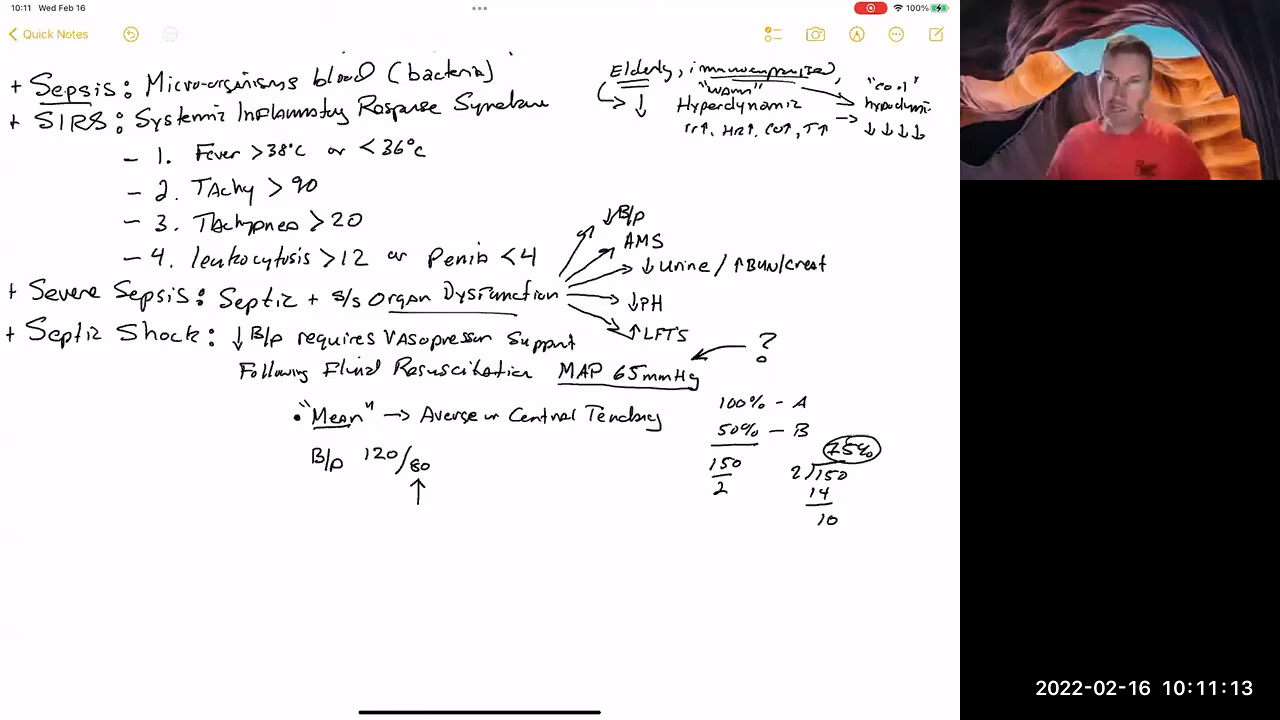 10:11 Wed Feb 16
100%
Quick Notes
+ Sepsis: Micro-organisms blood (bacteria)
+ SIRS: Systemic Inflammatory Response Syndrome
- 1. Fever >38°C or <36°C
- 2. TAchy >90
- 3. TAchypnea >20
- 4. leukocytosis >12 or penia <4
+ Severe Sepsis: Septic + s/s Organ Dysfunction
↓B/p
AMS
↓Urine/↑BUN/creat
↓PH
↑LFTS
+ Septic Shock: ↓B/p requires VASopressor Support
Following Fluid Resuscitation MAP 65mmHg
?
• "Mean" → Average or Central Tendency
B/p 120/80
↑
Elderly, immunocompromised,
↓
"warm"
Hyperdynamic
HR↑, CO↑, T↑
"cool"
↓↓↓↓
100% - A
50% - B
150
2
75%
2)150
14
10
2022-02-16 10:11:13